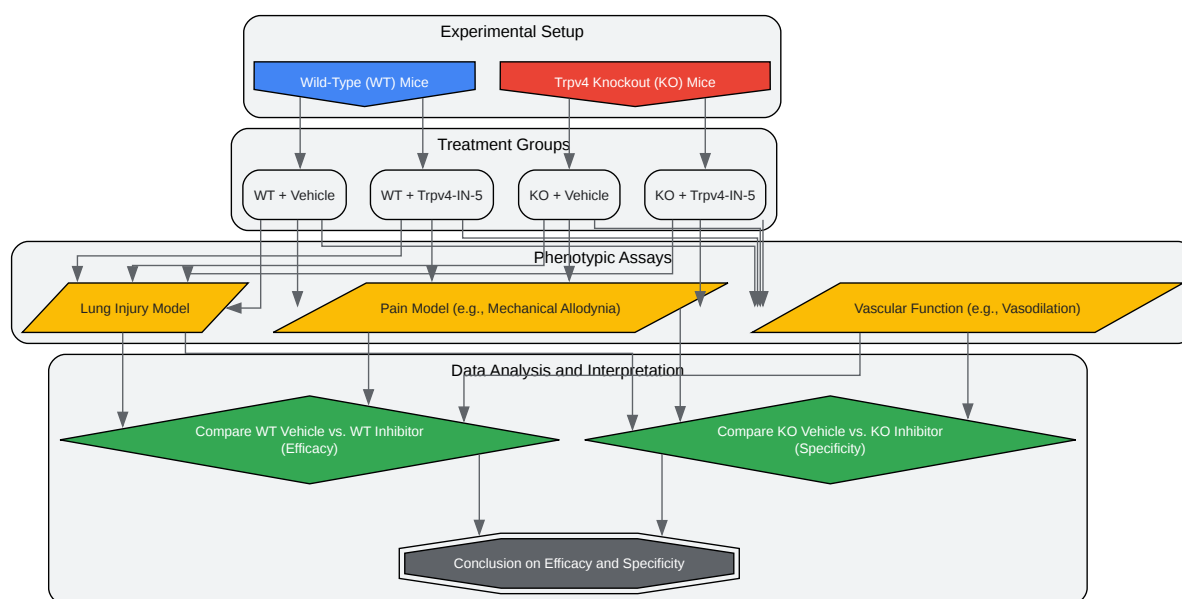 Experimental Setup
Wild-Type (WT) Mice
Trpv4 Knockout (KO) Mice
Treatment Groups
WT + Vehicle
WT + Trpv4-IN-5
KO + Vehicle
KO + Trpv4-IN-5
Phenotypic Assays
Lung Injury Model
Pain Model (e.g., Mechanical Allodynia)
Vascular Function (e.g., Vasodilation)
Data Analysis and Interpretation
Compare WT Vehicle vs. WT Inhibitor
(Efficacy)
Compare KO Vehicle vs. KO Inhibitor
(Specificity)
Conclusion on Efficacy and Specificity